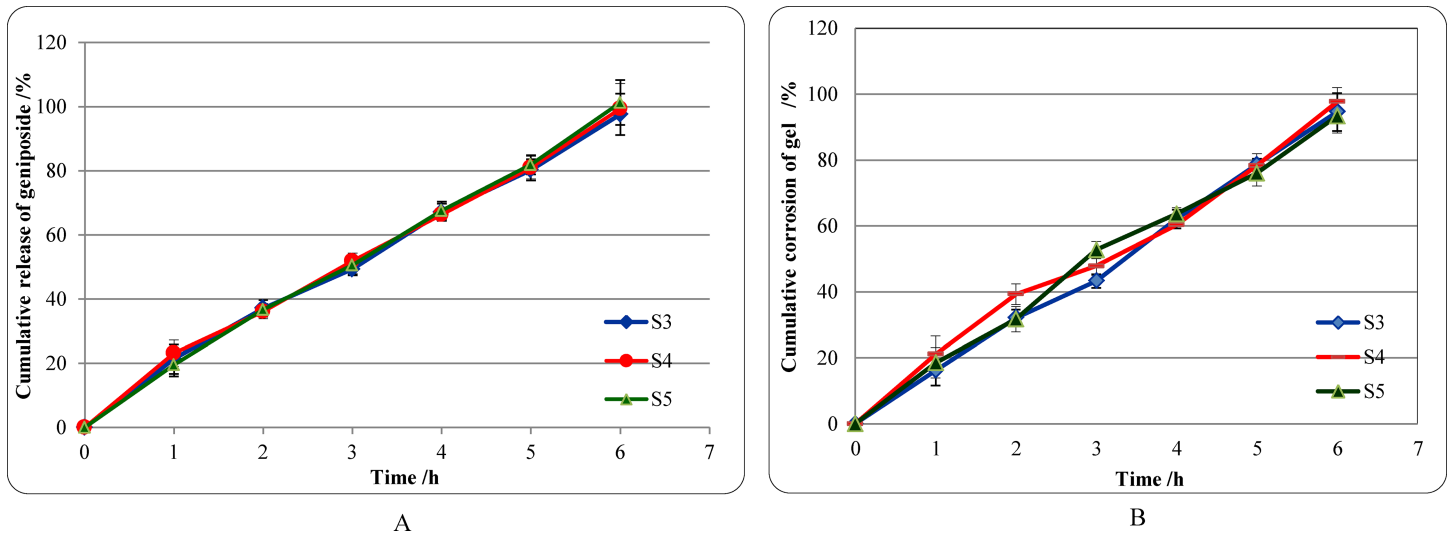 Cumulative release of geniposide /%
120
100
80
60
40
20
0
0 1 2 3 4 5 6 7
Time /h
S3
S4
S5
A
Cumulative corrosion of gel /%
120
100
80
60
40
20
0
0 1 2 3 4 5 6 7
Time /h
S3
S4
S5
B